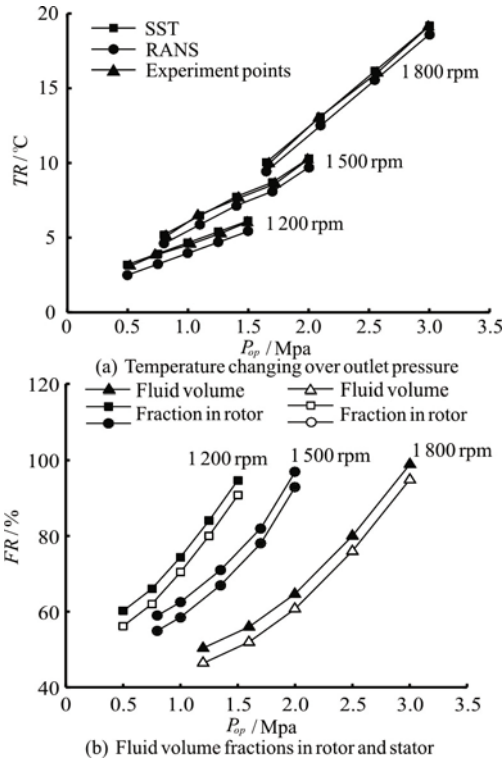 20
15
10
5
0
TR / °C
SST
RANS
Experiment points
1 800 rpm
1 500 rpm
1 200 rpm
0 0.5 1.0 1.5 2.0 2.5 3.0 3.5
Pop / Mpa
(a) Temperature changing over outlet pressure
120
100
80
60
40
FR / %
Fluid volume Fluid volume
Fraction in rotor Fraction in rotor
1 200 rpm 1 500 rpm 1 800 rpm
0 0.5 1.0 1.5 2.0 2.5 3.0 3.5
Pop / Mpa
(b) Fluid volume fractions in rotor and stator